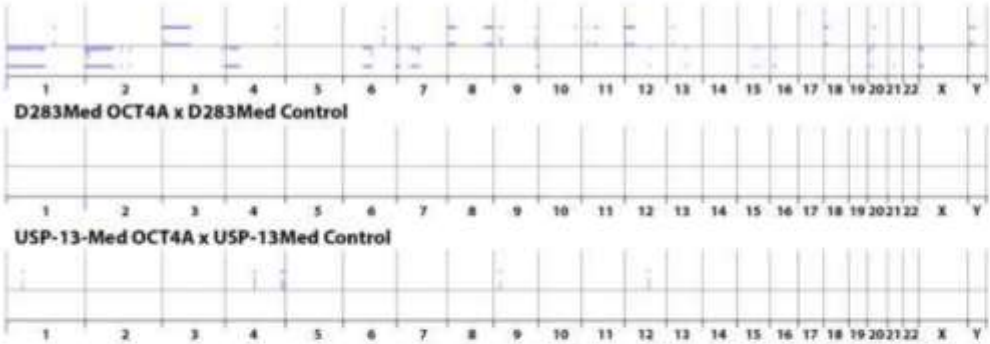 1 2 3 4 5 6 7 8 9 10 11 12 13 14 15 16 17 18 19 20 21 22 X Y
D283Med OCT4A x D283Med Control
1 2 3 4 5 6 7 8 9 10 11 12 13 14 15 16 17 18 19 20 21 22 X Y
USP-13-Med OCT4A x USP-13Med Control
1 2 3 4 5 6 7 8 9 10 11 12 13 14 15 16 17 18 19 20 21 22 X Y